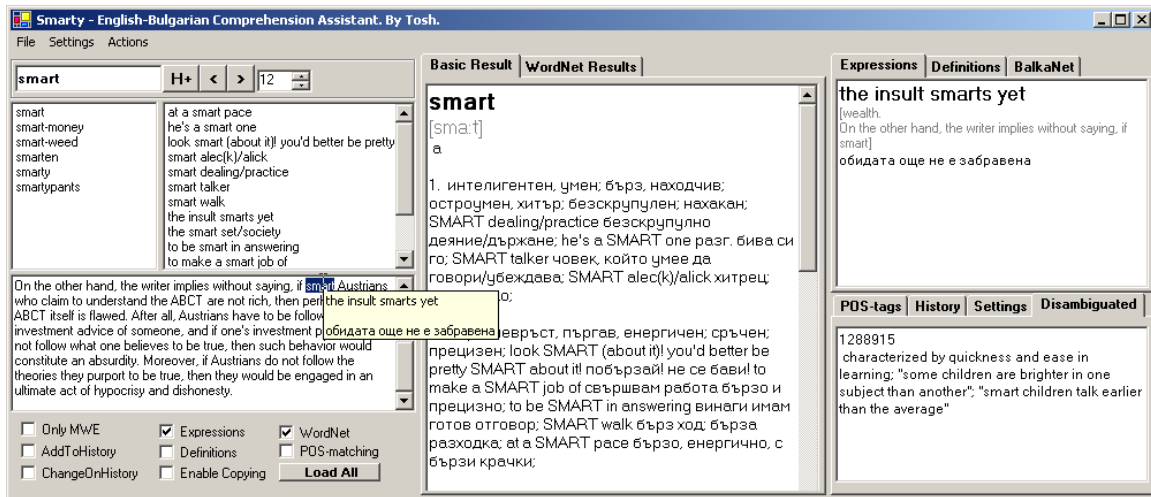 Smarty - English-Bulgarian Comprehension Assistant. By Tosh.
File Settings Actions
smart
H+ < > 12
smart
smart-money
smart-weed
smarten
smarty
smartypants
at a smart pace
he's a smart one
look smart (about it)! you'd better be pretty
smart alec(k)/alick
smart dealing/practice
smart talker
smart walk
the insult smarts yet
the smart set/society
to be smart in answering
to make a smart job of
On the other hand, the writer implies without saying, if smart Austrians
who claim to understand the ABCT are not rich, then
ABCT itself is flawed. After all, Austrians have to be follow
investment advice of someone, and if one's investment p
not follow what one believes to be true, then such behavior would
constitute an absurdity. Moreover, if Austrians do not follow the
theories they purport to be true, then they would be engaged in an
ultimate act of hypocrisy and dishonesty.
the insult smarts yet
обидата още не е забравена
Only MWE Expressions WordNet
AddToHistory Definitions POS-matching
ChangeOnHistory Enable Copying Load All
Basic Result WordNet Results
smart
[sma:t]
a
1. интелигентен, умен; бърз, находчив;
остроумен, хитър; безскрупулен; нахакан;
SMART dealing/practice безскрупулно
деяние/държане; he's a SMART one разг. бива си
го; SMART talker човек, който умее да
говори/убеждава; SMART alec(k)/alick хитрец;
пъргав, енергичен; сръчен;
прецизен; look SMART (about it)! you'd better be
pretty SMART about it! побързай! не се бави! to
make a SMART job of свършвам работа бързо и
прецизно; to be SMART in answering винаги имам
готов отговор; SMART walk бърз ход; бърза
разходка; at a SMART pace бързо, енергично, с
бързи крачки;
Expressions Definitions BalkaNet
the insult smarts yet
[wealth.
On the other hand, the writer implies without saying, if
smart]
обидата още не е забравена
POS-tags History Settings Disambiguated
1288915
characterized by quickness and ease in
learning; "some children are brighter in one
subject than another"; "smart children talk earlier
than the average"